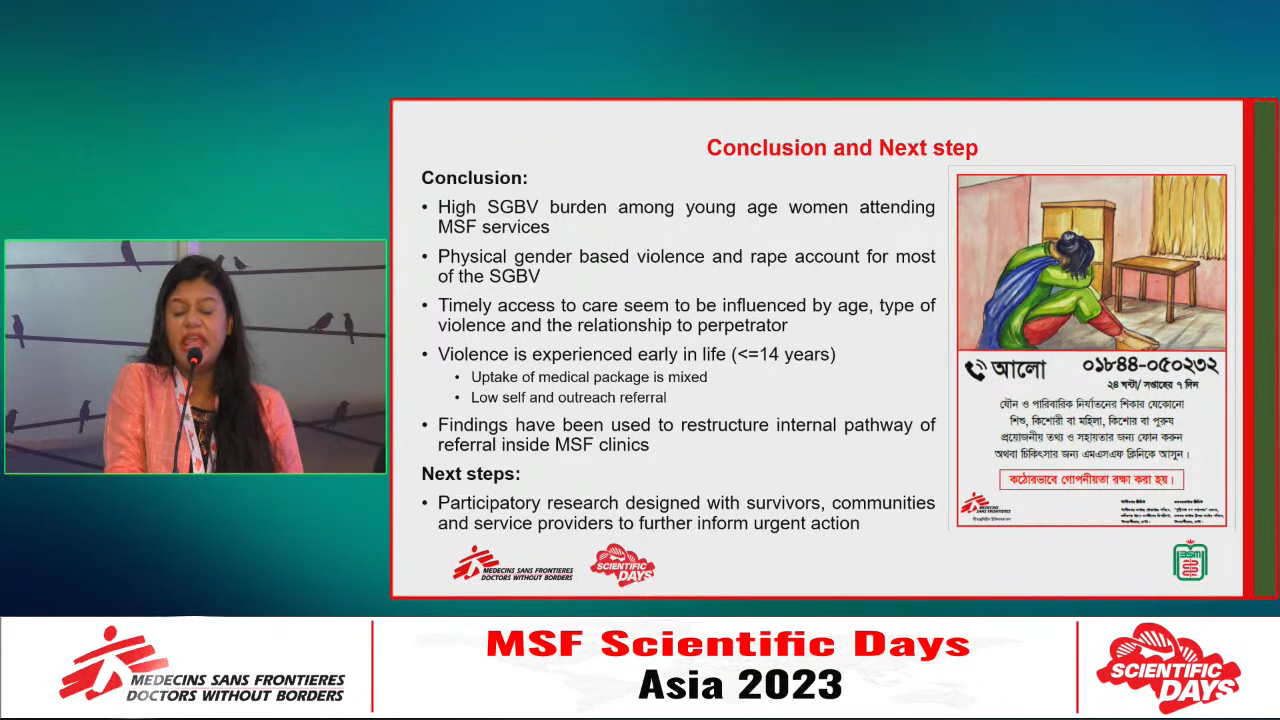 Conclusion and Next step
Conclusion:
• High SGBV burden among young age women attending
MSF services
• Physical gender based violence and rape account for most
of the SGBV
• Timely access to care seem to be influenced by age, type of
violence and the relationship to perpetrator
• Violence is experienced early in life (<=14 years)
• Uptake of medical package is mixed
• Low self and outreach referral
• Findings have been used to restructure internal pathway of
referral inside MSF clinics
Next steps:
• Participatory research designed with survivors, communities
and service providers to further inform urgent action
আলো ০১৮৪৪-০৫০২৩২
২৪ ঘন্টা/ সপ্তাহের ৭ দিন
যৌন ও পারিবারিক নির্যাতনের শিকার যেকোনো
শিশু, কিশোরী বা মহিলা, কিশোর বা পুরুষ
প্রয়োজনীয় তথ্য ও সহায়তার জন্য ফোন করুন
অথবা চিকিৎসার জন্য এমএসএফ ক্লিনিকে আসুন।
কঠোরভাবে গোপনীয়তা রক্ষা করা হয়।
MEDECINS SANS FRONTIERES
DOCTORS WITHOUT BORDERS
SCIENTIFIC
DAYS
MSF Scientific Days
Asia 2023
MEDECINS SANS FRONTIERES
DOCTORS WITHOUT BORDERS
SCIENTIFIC
DAYS